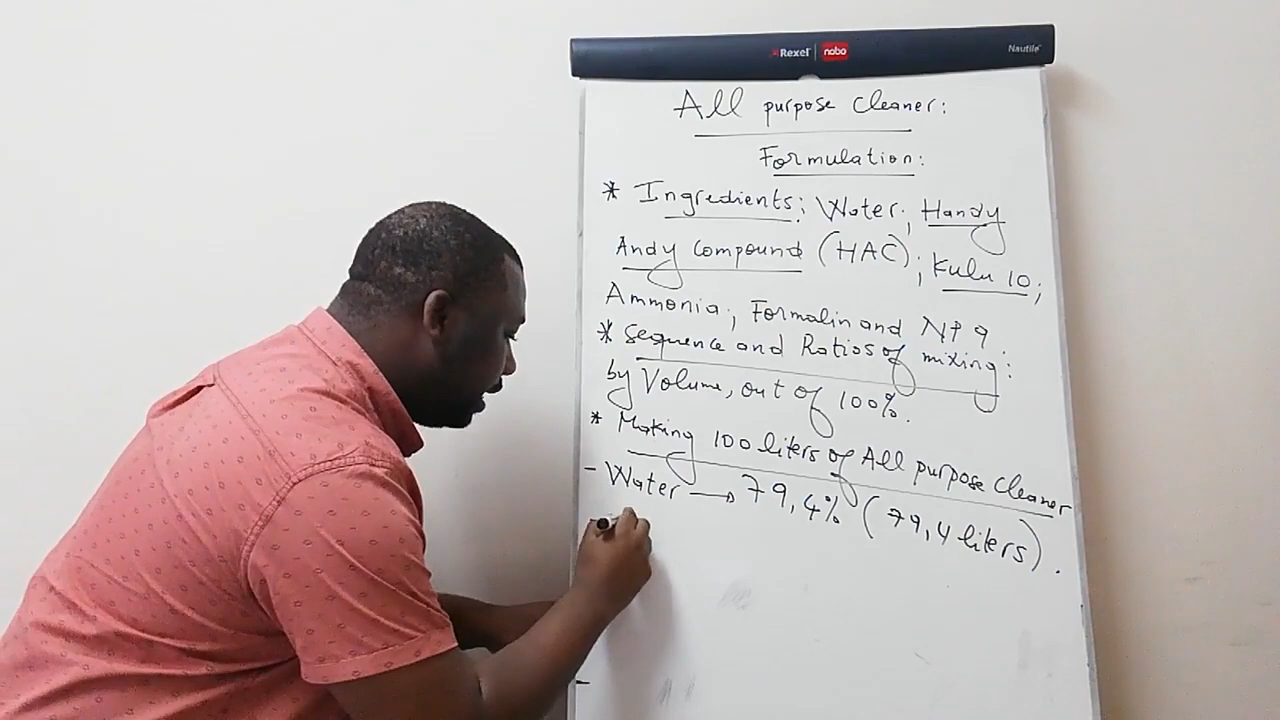 Rexel | nobo Nautile
All purpose Cleaner:
Formulation:
* Ingredients: Water; Handy
Andy Compound (HAC); Kulu 10;
Ammonia; Formalin and NP 9
* Sequence and Ratios of mixing:
by Volume, out of 100%.
* Making 100 liters of All purpose Cleaner
- Water → 79,4% (79,4 liters).